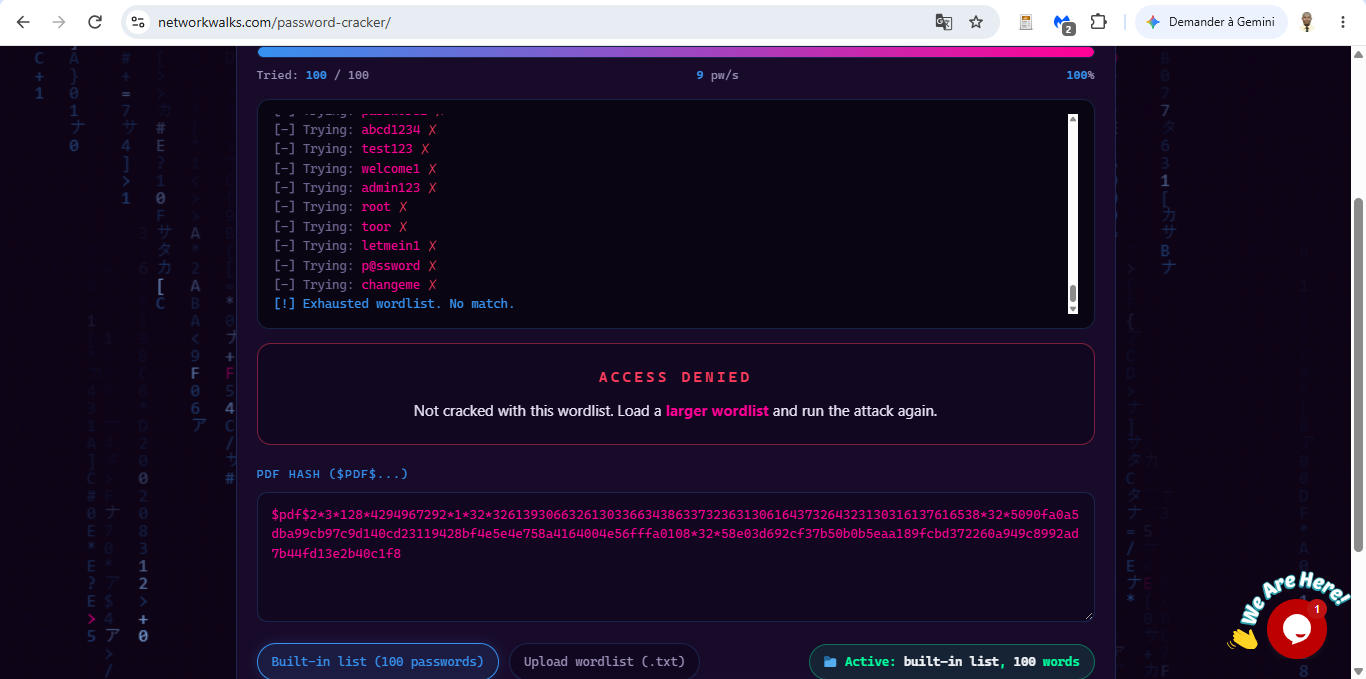 networkwalks.com/password-cracker/
2
Demander à Gemini
Tried: 100 / 100
9 pw/s
100%
[-] Trying: abcd1234 ✗
[-] Trying: test123 ✗
[-] Trying: welcome1 ✗
[-] Trying: admin123 ✗
[-] Trying: root ✗
[-] Trying: toor ✗
[-] Trying: letmein1 ✗
[-] Trying: p@ssword ✗
[-] Trying: changeme ✗
[!] Exhausted wordlist. No match.
ACCESS DENIED
Not cracked with this wordlist. Load a larger wordlist and run the attack again.
PDF HASH ($PDF$...)
$pdf$2*3*128*4294967292*1*32*3261393066326130336634386337323631306164373264323130316137616538*32*5090fa0a5
dba99cb97c9d140cd23119428bf4e5e4e758a4164004e56fffa0108*32*58e03d692cf37b50b0b5eaa189fcbd372260a949c8992ad
7b44fd13e2b40c1f8
We Are Here!
1
Built-in list (100 passwords)
Upload wordlist (.txt)
Active: built-in list, 100 words